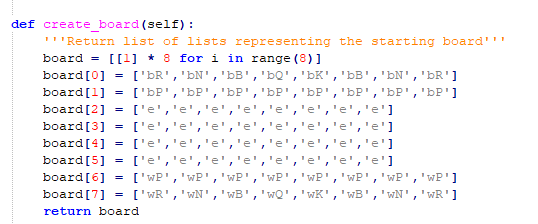 def create_board(self):
    '''Return list of lists representing the starting board'''
    board = [[1] * 8 for i in range(8)]
    board[0] = ['bR','bN','bB','bQ','bK','bB','bN','bR']
    board[1] = ['bP','bP','bP','bP','bP','bP','bP','bP']
    board[2] = ['e','e','e','e','e','e','e','e']
    board[3] = ['e','e','e','e','e','e','e','e']
    board[4] = ['e','e','e','e','e','e','e','e']
    board[5] = ['e','e','e','e','e','e','e','e']
    board[6] = ['wP','wP','wP','wP','wP','wP','wP','wP']
    board[7] = ['wR','wN','wB','wQ','wK','wB','wN','wR']
    return board